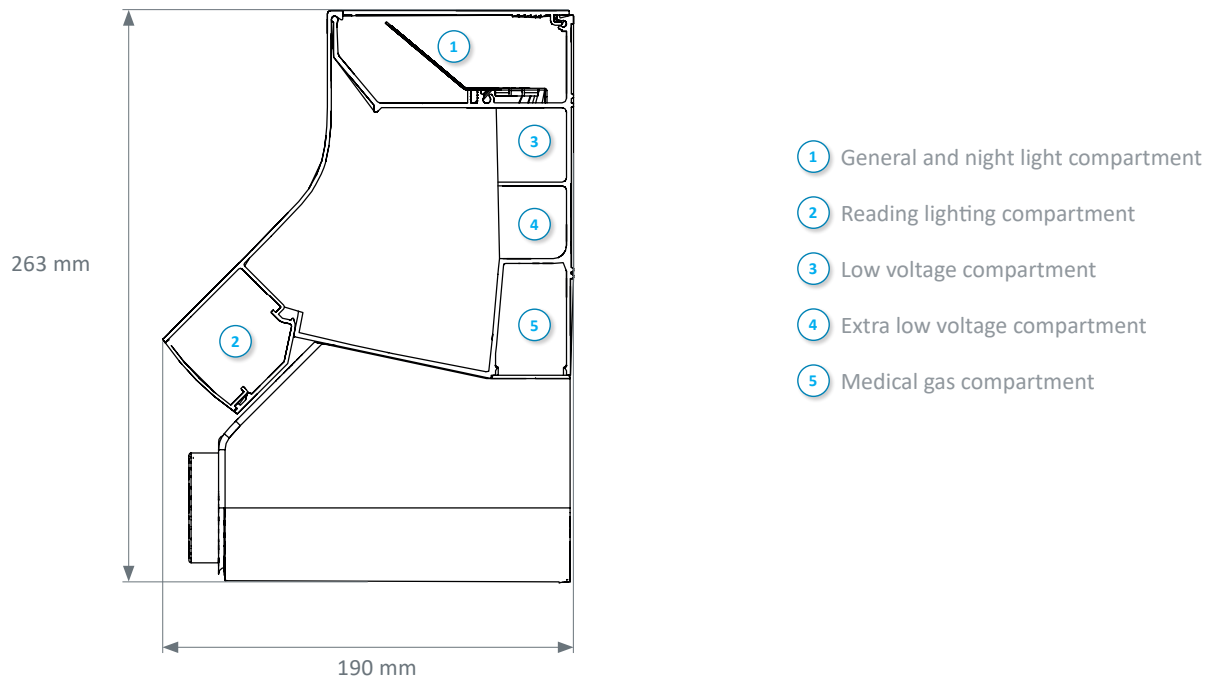 1
3
4
263 mm
2
5
190 mm
1 General and night light compartment
2 Reading lighting compartment
3 Low voltage compartment
4 Extra low voltage compartment
5 Medical gas compartment